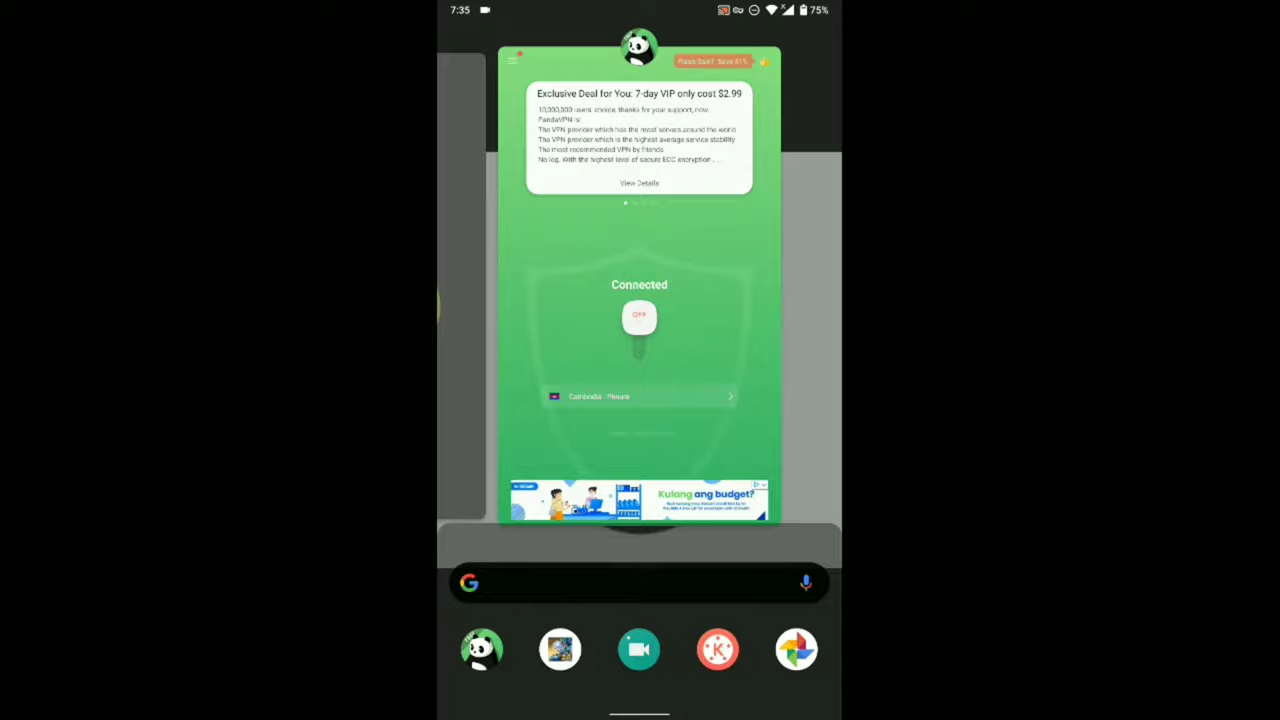 7:35
75%
Flash Sale! Save 81%
Exclusive Deal for You: 7-day VIP only cost $2.99
10,000,000 users' choice, thanks for your support, now
PandaVPN is:
The VPN provider which has the most servers around the world
The VPN provider which is the highest average service stability
The most recommended VPN by friends
No log. With the highest level of secure ECC encryption ....
View Details
Connected
OFF
Cambodia
Kulang ang budget?